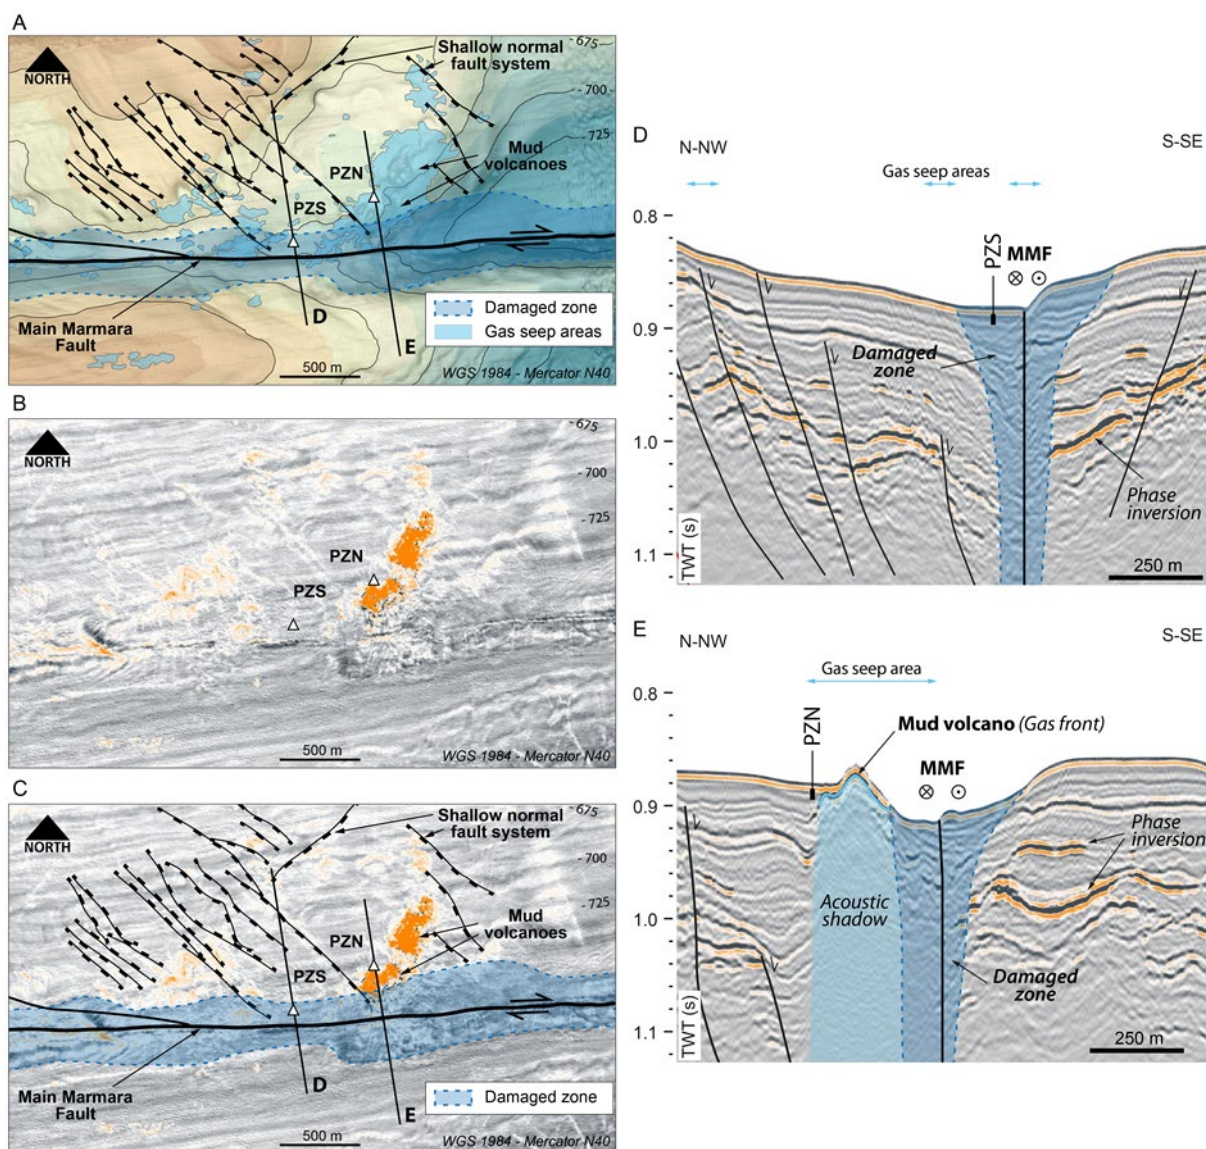 A
NORTH
Shallow normal
fault system
- 675
- 700
- 725
Mud
volcanoes
PZN
PZS
Main Marmara
Fault
D
E
Damaged zone
Gas seep areas
500 m
WGS 1984 - Mercator N40
B
NORTH
-675
- 700
- 725
PZN
PZS
500 m
WGS 1984 - Mercator N40
C
NORTH
Shallow normal
fault system
- 675
- 700
- 725
Mud
volcanoes
PZN
PZS
Main Marmara
Fault
D
E
Damaged zone
500 m
WGS 1984 - Mercator N40
D
N-NW
S-SE
Gas seep areas
0.8
0.9
1.0
1.1
TWT (s)
PZS
MMF
Damaged
zone
Phase
inversion
250 m
E
N-NW
S-SE
Gas seep area
0.8
0.9
1.0
1.1
TWT (s)
PZN
Mud volcano (Gas front)
MMF
Phase
inversion
Acoustic
shadow
Damaged
zone
250 m